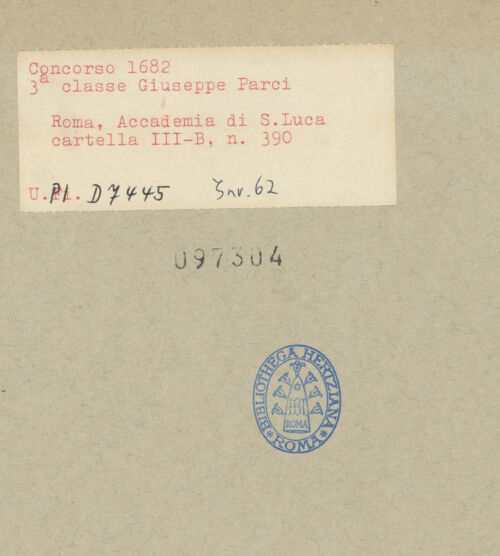 Concorso 1682
3ª classe Giuseppe Parci
Roma, Accademia di S.Luca
cartella III-B, n. 390
U.Pl. D7445 Inv.62
097304
BIBLIOTHECA HERTZIANA
ROMA
* ROMA *